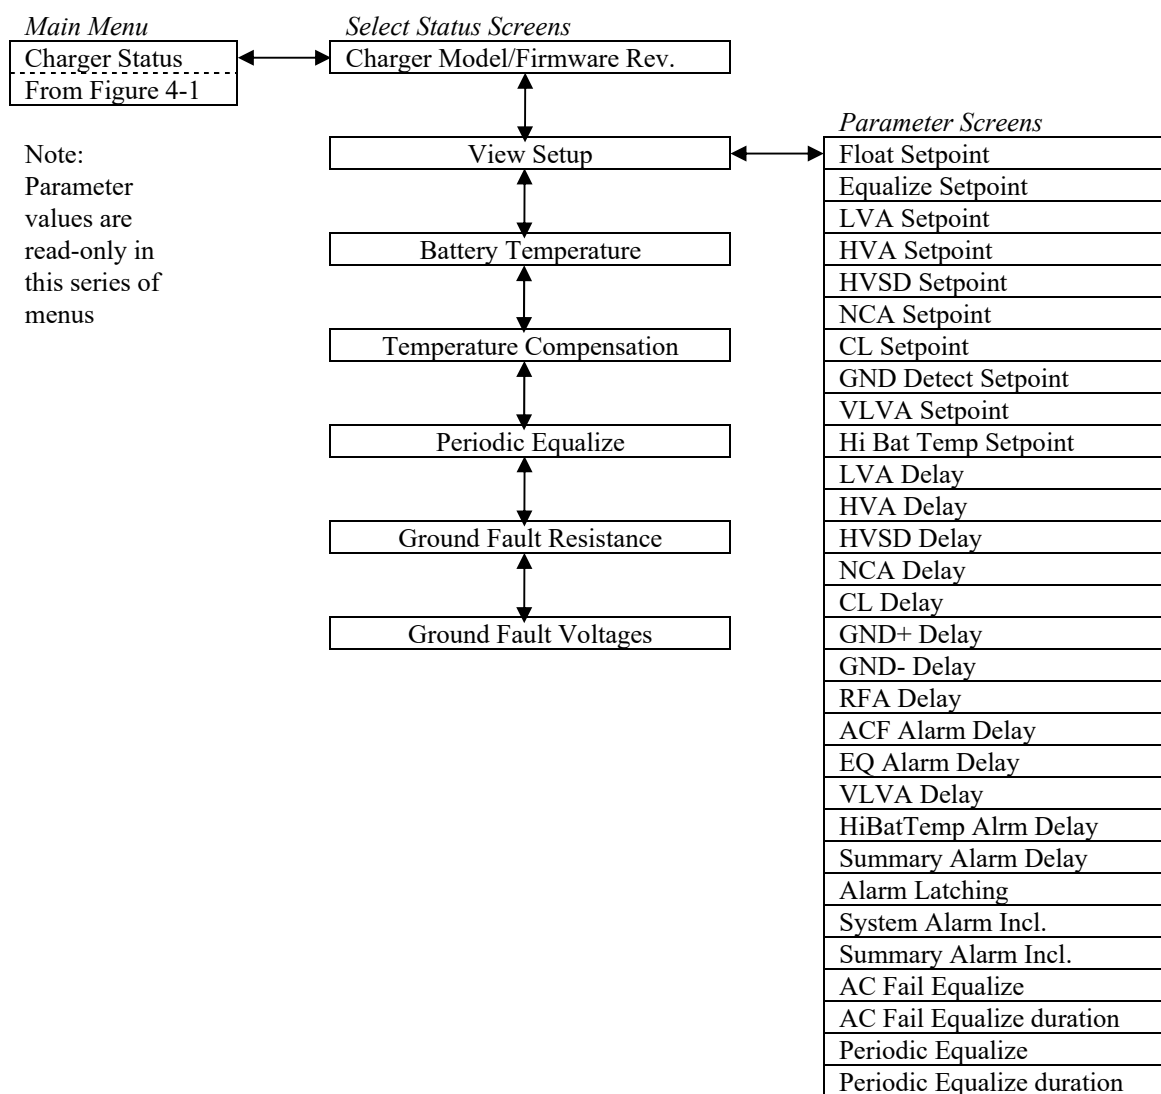 Main Menu
Charger Status
From Figure 4-1
Note:
Parameter
values are
read-only in
this series of
menus
Select Status Screens
Charger Model/Firmware Rev.
View Setup
Battery Temperature
Temperature Compensation
Periodic Equalize
Ground Fault Resistance
Ground Fault Voltages
Parameter Screens
Float Setpoint
Equalize Setpoint
LVA Setpoint
HVA Setpoint
HVSD Setpoint
NCA Setpoint
CL Setpoint
GND Detect Setpoint
VLVA Setpoint
Hi Bat Temp Setpoint
LVA Delay
HVA Delay
HVSD Delay
NCA Delay
CL Delay
GND+ Delay
GND- Delay
RFA Delay
ACF Alarm Delay
EQ Alarm Delay
VLVA Delay
HiBatTemp Alrm Delay
Summary Alarm Delay
Alarm Latching
System Alarm Incl.
Summary Alarm Incl.
AC Fail Equalize
AC Fail Equalize duration
Periodic Equalize
Periodic Equalize duration